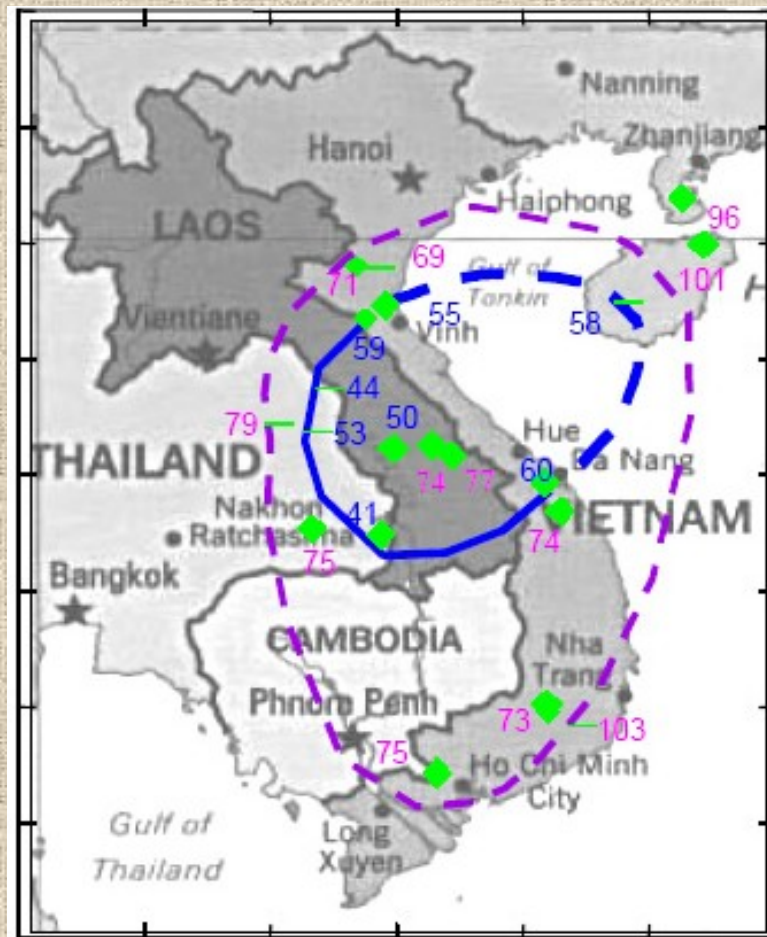 Nanning
Zhanjiang
Hanoi
Haiphong
96
LAOS
69
71
Gulf of
Tonkin
101
H
Vientiane
55
58
Vinh
59
44
79
53
50
Hue
THAILAND
74
77
60
Da Nang
Nakhon
Ratchasima
41
VIETNAM
75
74
Bangkok
CAMBODIA
Nha
Trang
Phnom Penh
73
103
75
Ho Chi Minh
City
Gulf of
Thailand
Long
Xuyen